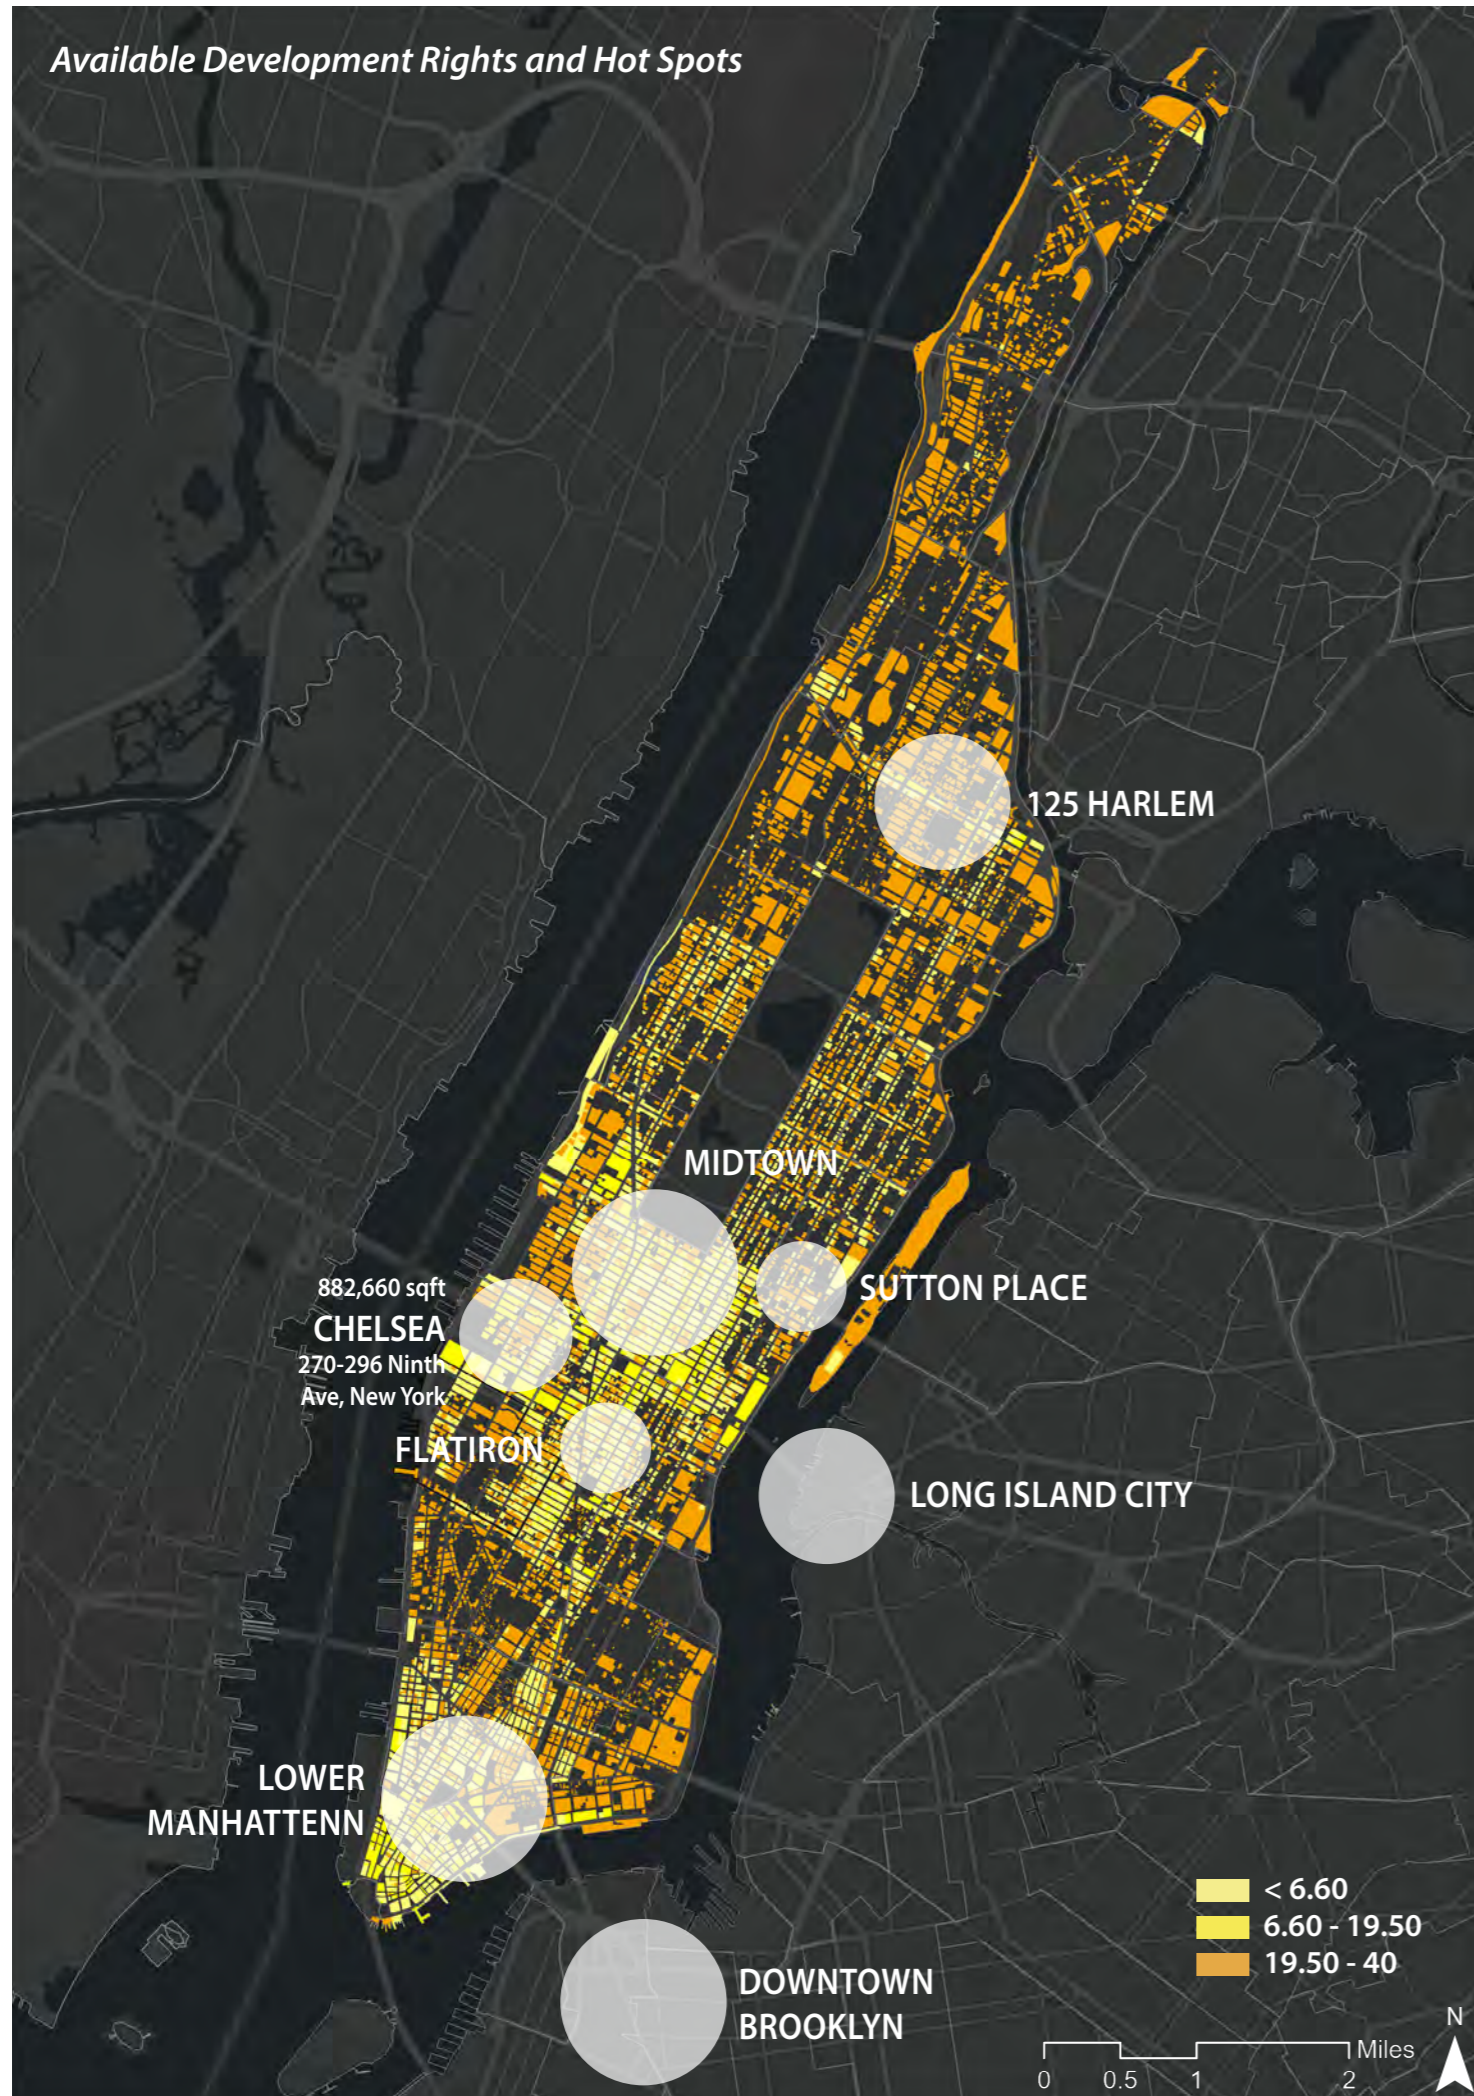 Available Development Rights and Hot Spots
125 HARLEM
MIDTOWN
SUTTON PLACE
882,660 sqft
CHELSEA
270-296 Ninth
Ave, New York
FLATIRON
LONG ISLAND CITY
LOWER
MANHATTENN
DOWNTOWN
BROOKLYN
< 6.60
6.60 - 19.50
19.50 - 40
N
Miles
0 0.5 1 2